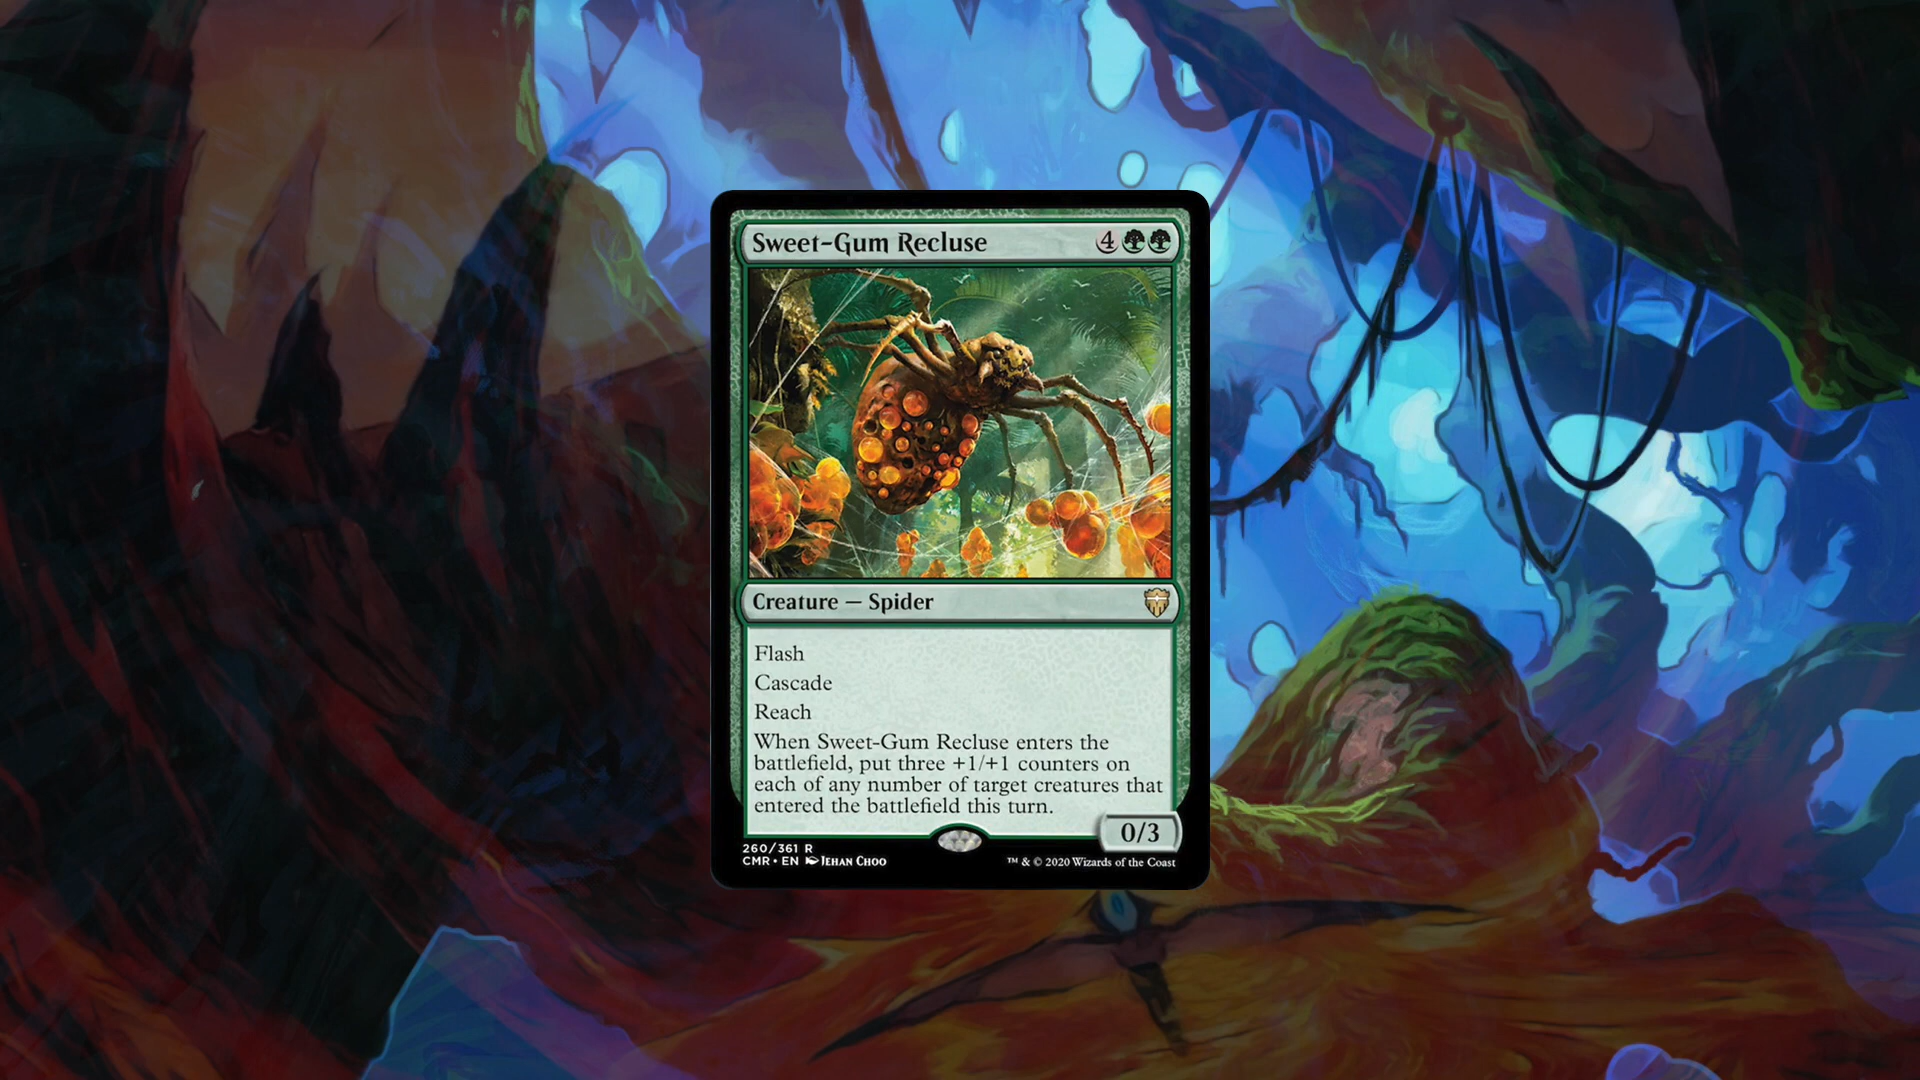 Sweet-Gum Recluse 4
Creature — Spider
Flash
Cascade
Reach
When Sweet-Gum Recluse enters the
battlefield, put three +1/+1 counters on
each of any number of target creatures that
entered the battlefield this turn.
0/3
260/361 R
CMR • EN Jehan Choo ™ & © 2020 Wizards of the Coast